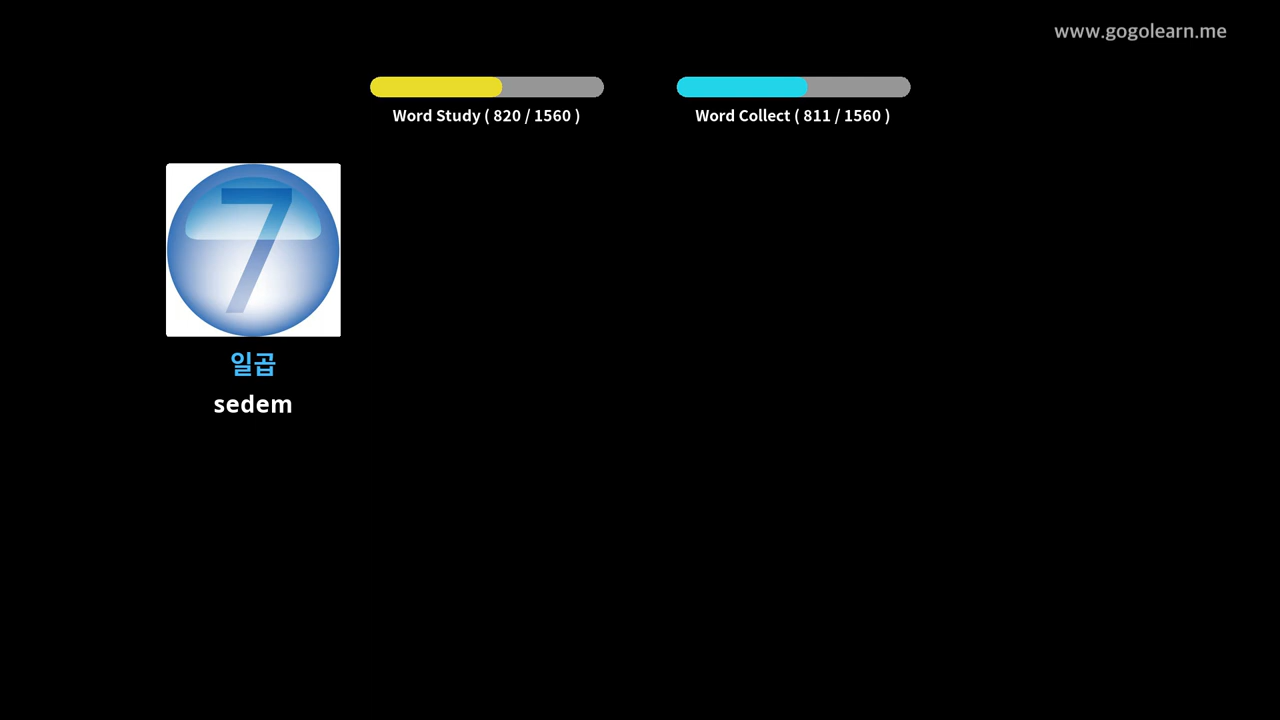 www.gogolearn.me
Word Study ( 820 / 1560 )
Word Collect ( 811 / 1560 )
7
일곱
sedem